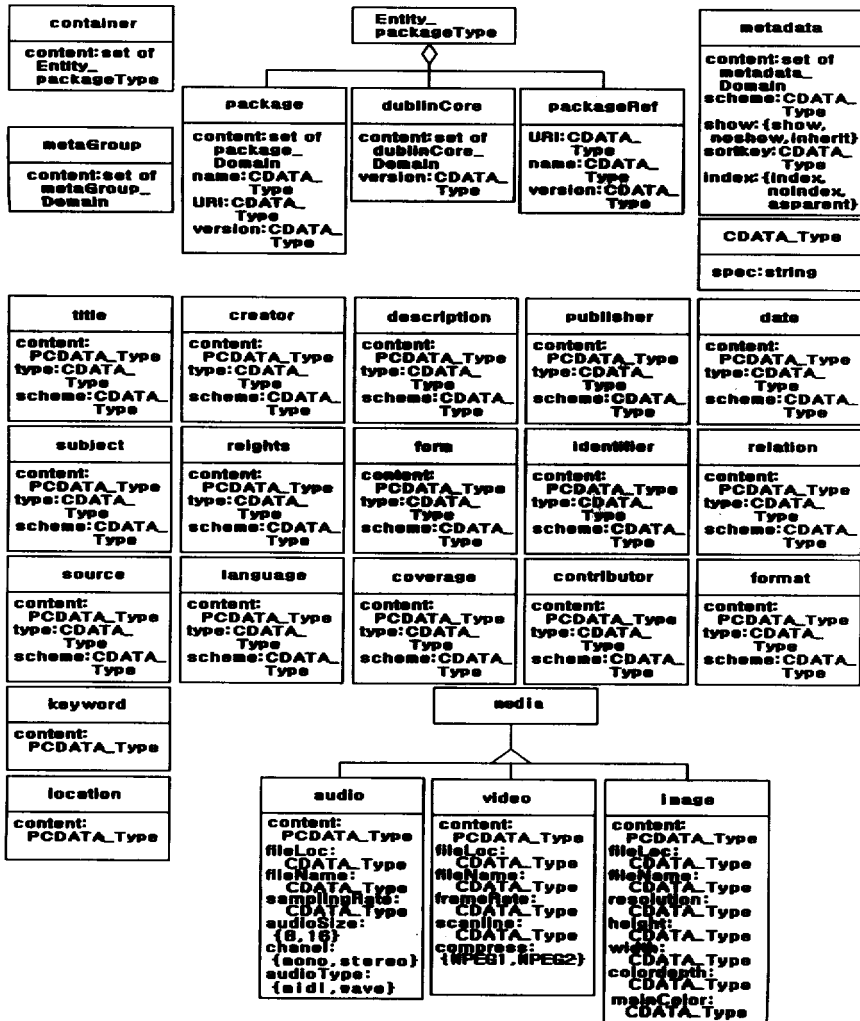 container
content:set of
Entity_
packageType
metaGroup
content:set of
metaGroup_
Domain
Entity_
packageType
package
content:set of
package_
Domain
name:CDATA_
Type
URI:CDATA_
Type
version:CDATA_
Type
dublinCore
content:set of
dublinCore_
Domain
version:CDATA_
Type
packageRef
URI:CDATA_
Type
name:CDATA_
Type
version:CDATA_
Type
metadata
content:set of
metadata_
Domain
scheme:CDATA_
Type
show:{show,
noshow,inherit}
sortkey:CDATA_
Type
index:{index,
noindex,
asparent}
CDATA_Type
spec:string
title
content:
PCDATA_Type
type:CDATA_
Type
scheme:CDATA_
Type
creator
content:
PCDATA_Type
type:CDATA_
Type
scheme:CDATA_
Type
description
content:
PCDATA_Type
type:CDATA_
Type
scheme:CDATA_
Type
publisher
content:
PCDATA_Type
type:CDATA_
Type
scheme:CDATA_
Type
date
content:
PCDATA_Type
type:CDATA_
Type
scheme:CDATA_
Type
subject
content:
PCDATA_Type
type:CDATA_
Type
scheme:CDATA_
Type
reights
content:
PCDATA_Type
type:CDATA_
Type
scheme:CDATA_
Type
form
content:
PCDATA_Type
type:CDATA_
Type
scheme:CDATA_
Type
identifier
content:
PCDATA_Type
type:CDATA_
Type
scheme:CDATA_
Type
relation
content:
PCDATA_Type
type:CDATA_
Type
scheme:CDATA_
Type
source
content:
PCDATA_Type
type:CDATA_
Type
scheme:CDATA_
Type
language
content:
PCDATA_Type
type:CDATA_
Type
scheme:CDATA_
Type
coverage
content:
PCDATA_Type
type:CDATA_
Type
scheme:CDATA_
Type
contributor
content:
PCDATA_Type
type:CDATA_
Type
scheme:CDATA_
Type
format
content:
PCDATA_Type
type:CDATA_
Type
scheme:CDATA_
Type
keyword
content:
PCDATA_Type
location
content:
PCDATA_Type
media
audio
content:
PCDATA_Type
fileLoc:
CDATA_Type
fileName:
CDATA_Type
samplingRate:
CDATA_Type
audioSize:
{8,16}
chanel:
{mono,stereo}
audioType:
{midi,wave}
video
content:
PCDATA_Type
fileLoc:
CDATA_Type
fileName:
CDATA_Type
frameRate:
CDATA_Type
scanline:
CDATA_Type
compress:
{MPEG1,MPEG2}
image
content:
PCDATA_Type
fileLoc:
CDATA_Type
fileName:
CDATA_Type
resolution:
CDATA_Type
height:
CDATA_Type
width:
CDATA_Type
colordepth:
CDATA_Type
mainColor:
CDATA_Type